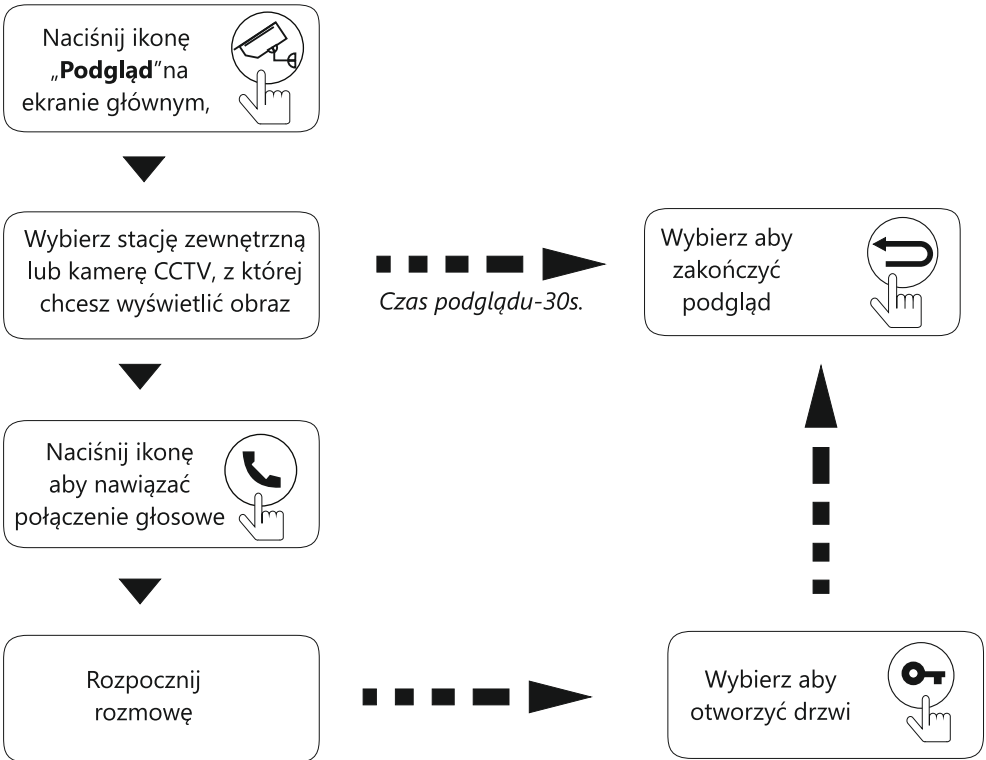 Naciśnij ikonę
„Podgląd”na
ekranie głównym,
Wybierz stację zewnętrzną
lub kamerę CCTV, z której
chcesz wyświetlić obraz
Czas podglądu-30s.
Wybierz aby
zakończyć
podgląd
Naciśnij ikonę
aby nawiązać
połączenie głosowe
Rozpocznij
rozmowę
Wybierz aby
otworzyć drzwi